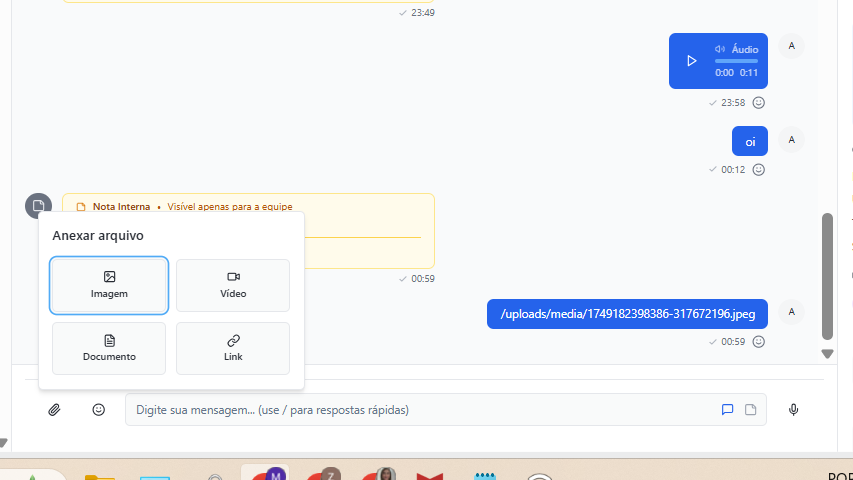 23:49
Áudio
A
0:00 0:11
23:58
oi
A
00:12
Nota Interna • Visível apenas para a equipe
Anexar arquivo
Imagem
Vídeo
00:59
/uploads/media/1749182398386-317672196.jpeg
A
Documento
Link
00:59
Digite sua mensagem... (use / para respostas rápidas)
M
Z